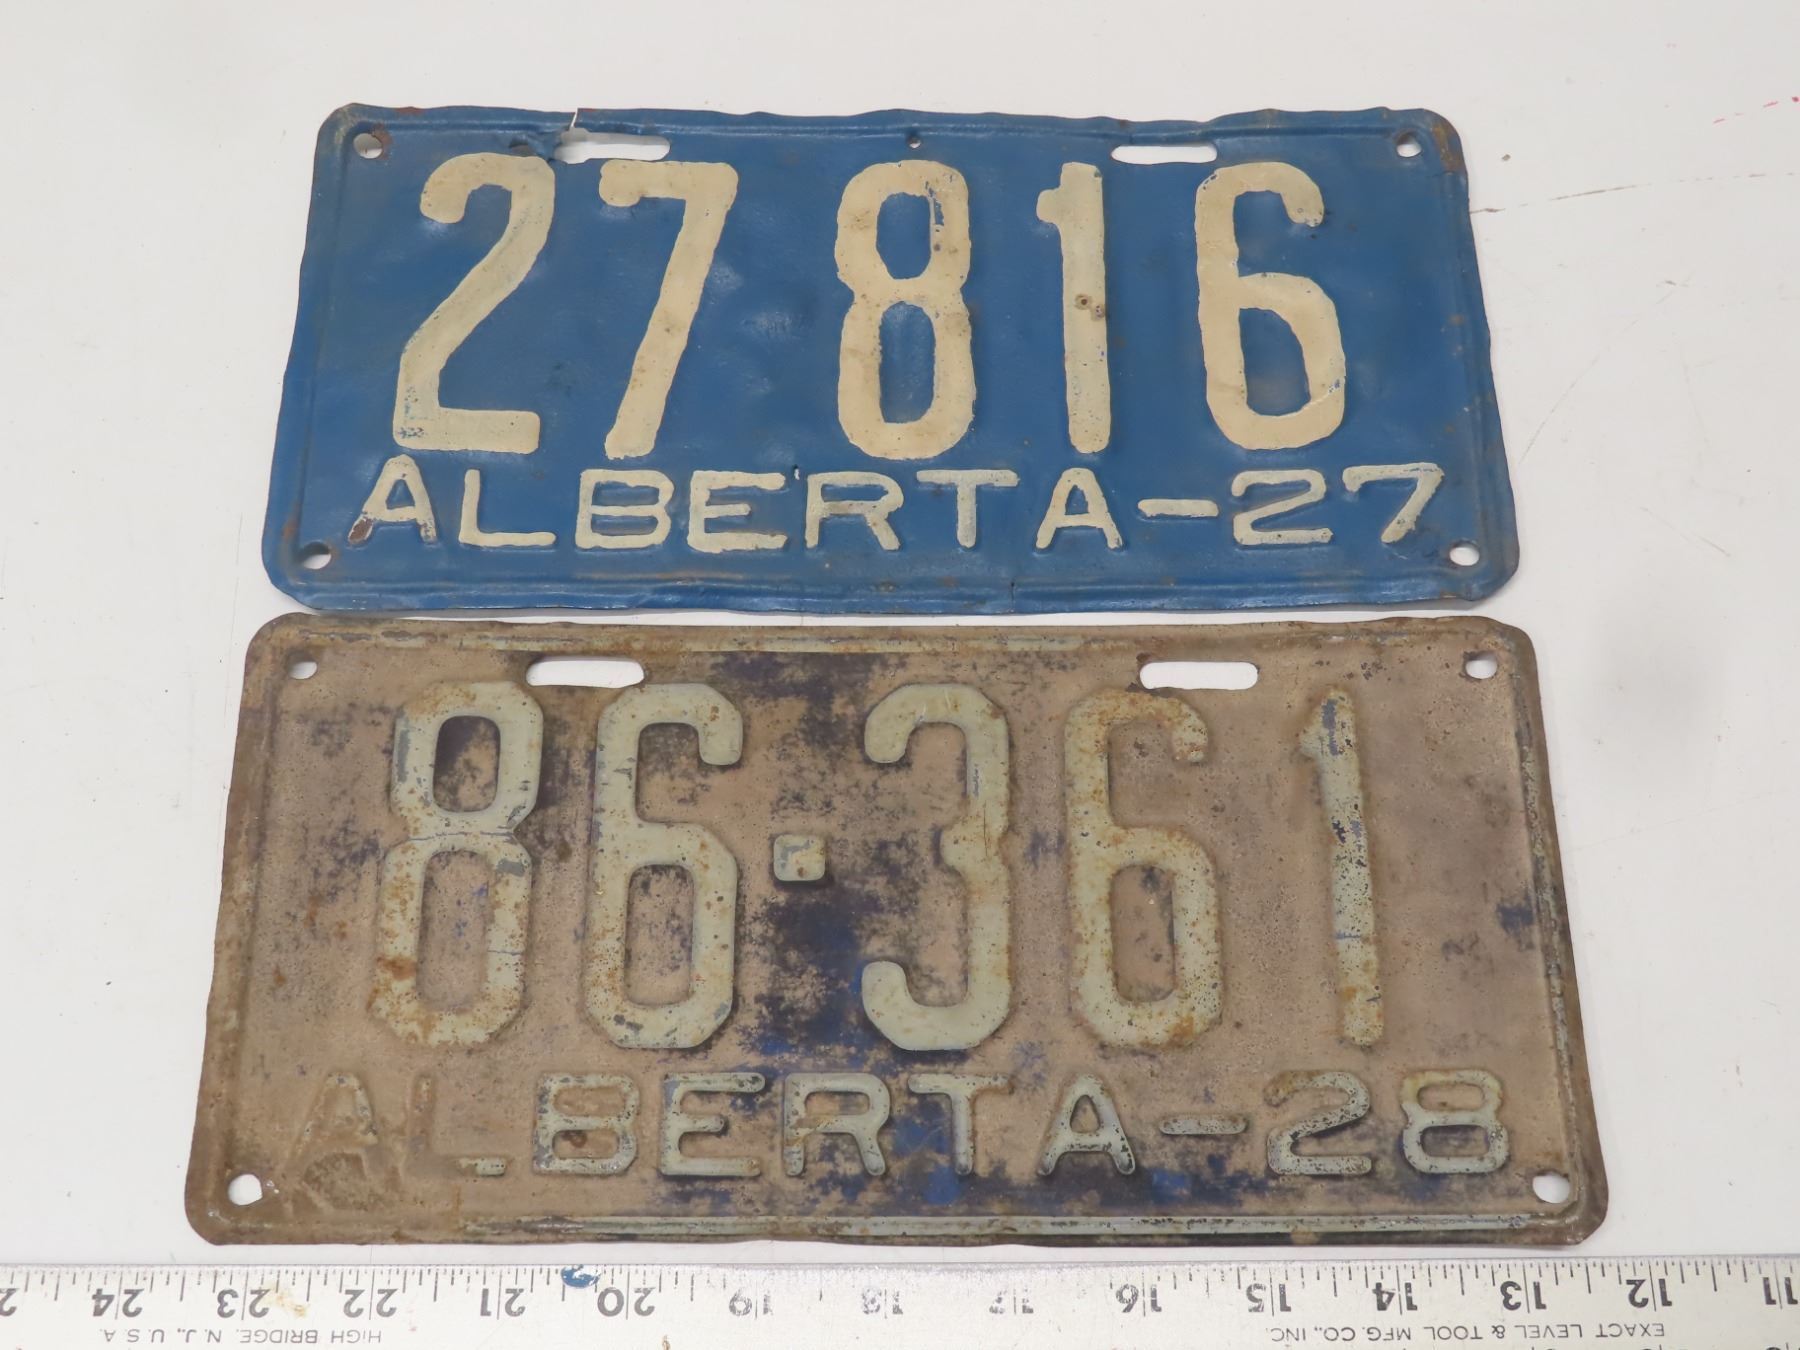 27 816
ALBERTA-27
86-361
ALBERTA-28
2 24 23 22 21 20 19 18 17 16 15 14 13 12 11
HIGH BRIDGE, N.J., U.S.A. EXACT LEVEL & TOOL MFG. CO., INC.